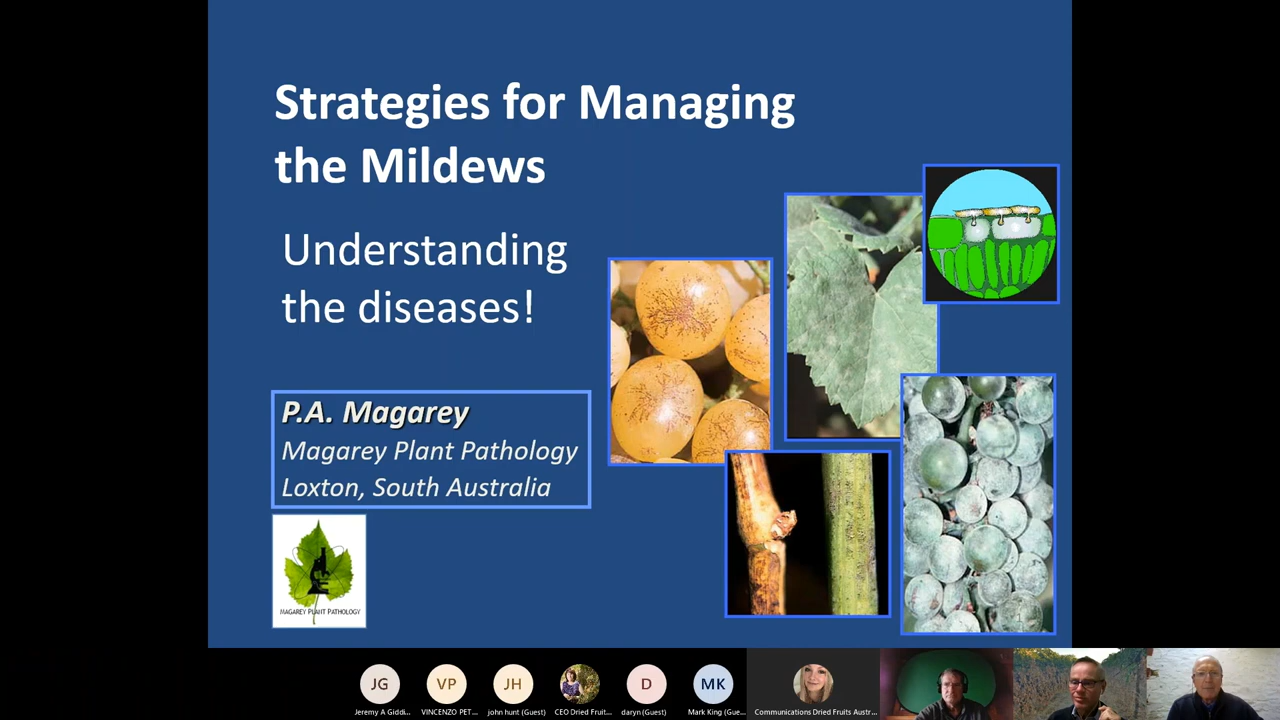 Strategies for Managing
the Mildews
Understanding
the diseases!
P.A. Magarey
Magarey Plant Pathology
Loxton, South Australia
MAGAREY PLANT PATHOLOGY
1
JG
VP
JH
D
MK
Jeremy A Giddi...
VINCENZO PET...
john hunt (Guest)
CEO Dried Fruit...
daryn (Guest)
Mark King (Gue...
Communications Dried Fruits Austr...